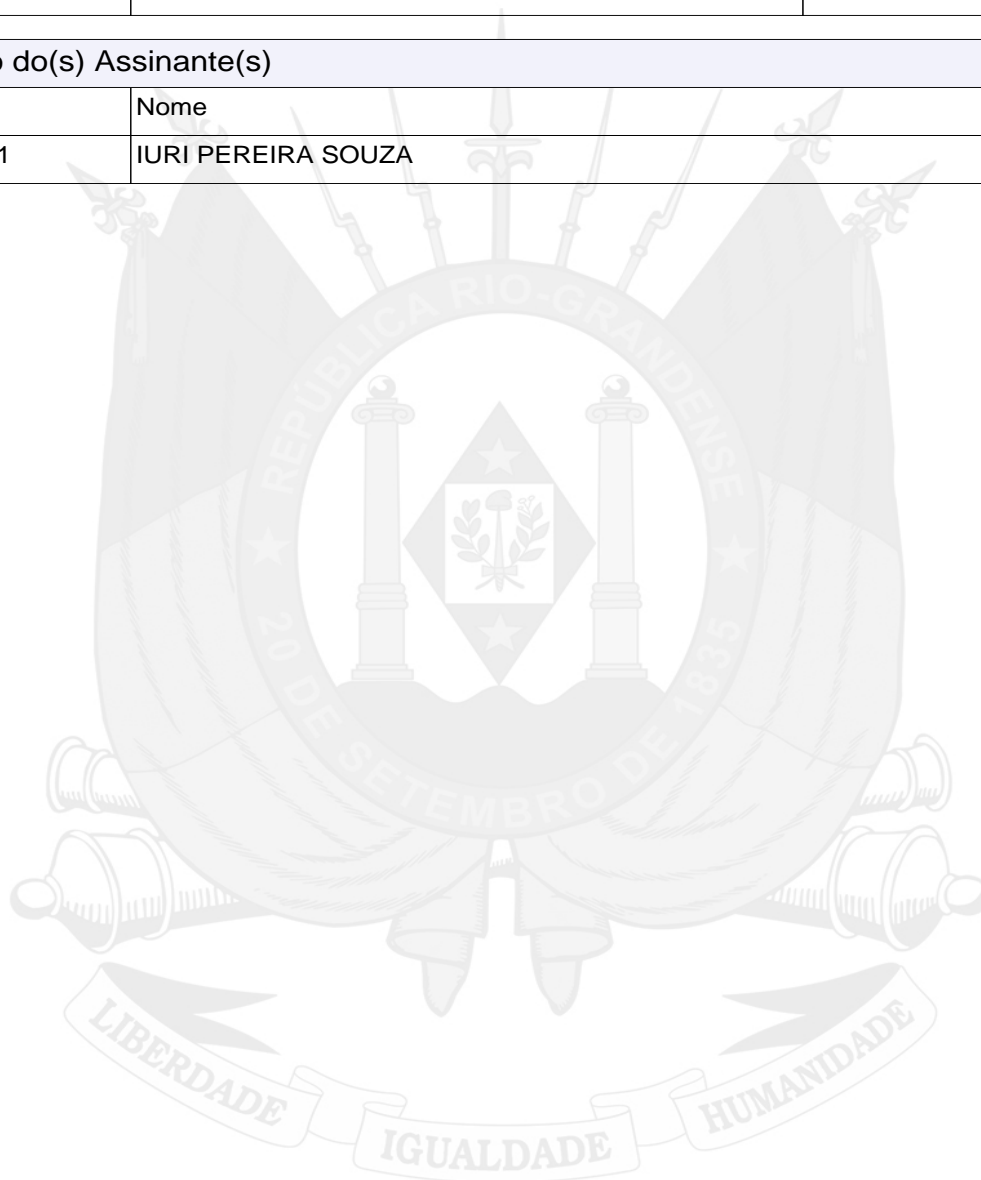 o do(s) Assinante(s)
Nome
1 IURI PEREIRA SOUZA
REPÚBLICA RIO-GRANDENSE
★ 20 DE SETEMBRO DE 1835 ★
LIBERDADE IGUALDADE HUMANIDADE